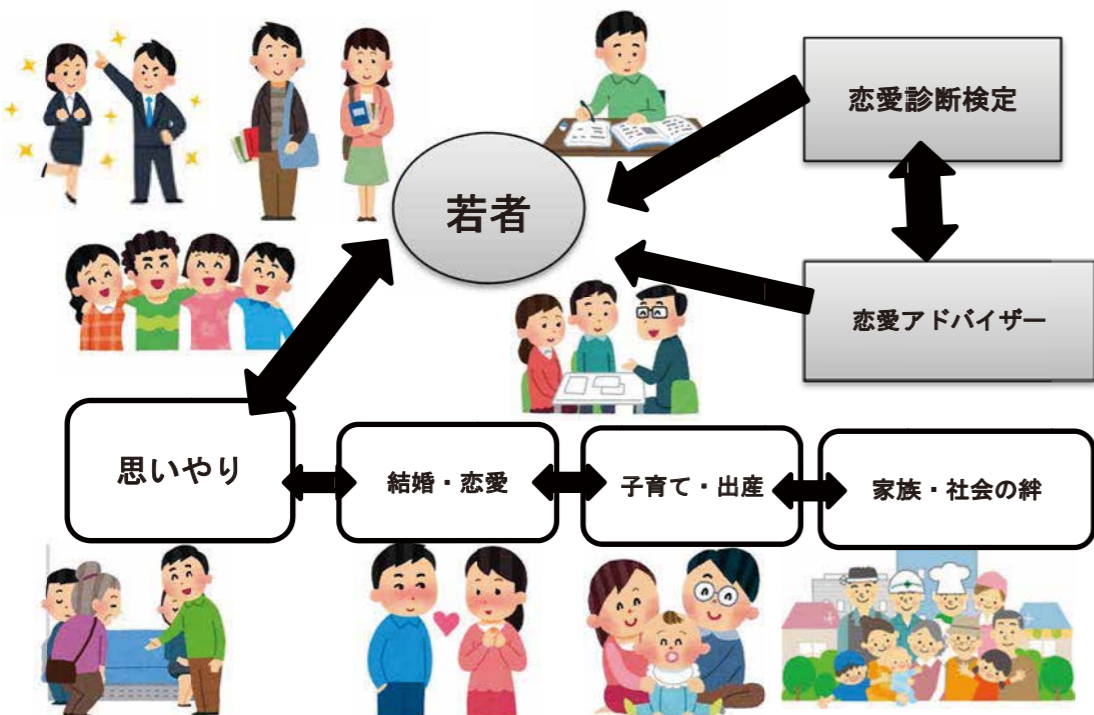 恋愛診断検定
若者
恋愛アドバイザー
思いやり
結婚・恋愛
子育て・出産
家族・社会の絆